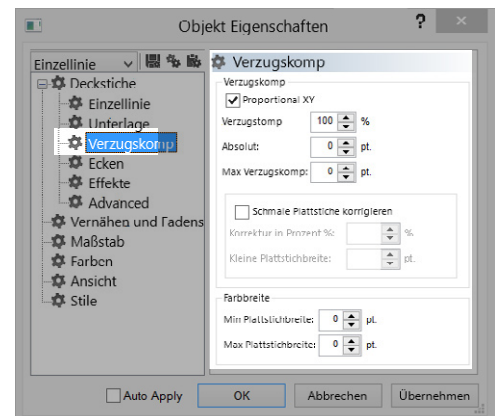 Objekt Eigenschaften ?
Einzellinie
Deckstiche
Einzellinie
Unterlage
Verzugskomp
Ecken
Effekte
Advanced
Vernähen und Fadens
Maßstab
Farben
Ansicht
Stile
Verzugskomp
Verzugskomp
Proportional XY
Verzugstomp 100 %
Absolut: 0 pt.
Max Verzugskomp: 0 pt.
Schmale Plattstiche korrigieren
Korrektur in Prozent %: %
Kleine Plattstichbreite: pt.
Farbbreite
Min Plattstichbreite: 0 pt.
Max Plattstichbreite: 0 pt.
Auto Apply OK Abbrechen Übernehmen